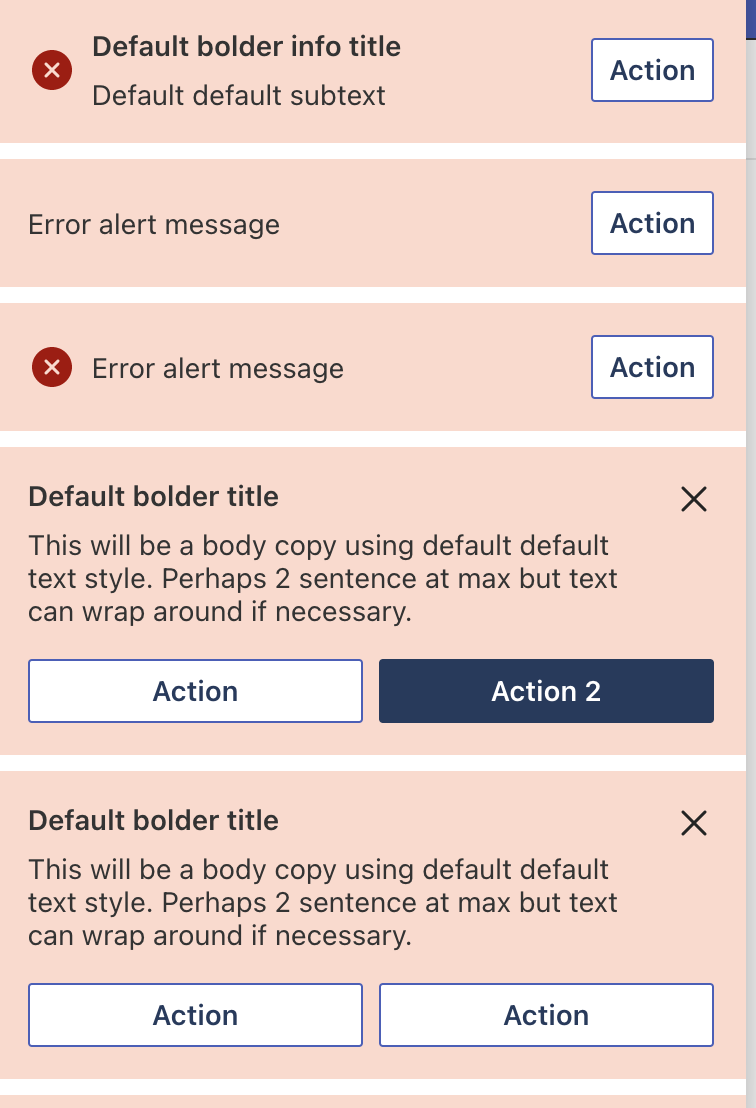 Default bolder info title
Default default subtext
Action
Error alert message
Action
Error alert message
Action
Default bolder title
This will be a body copy using default default
text style. Perhaps 2 sentence at max but text
can wrap around if necessary.
Action
Action 2
Default bolder title
This will be a body copy using default default
text style. Perhaps 2 sentence at max but text
can wrap around if necessary.
Action
Action